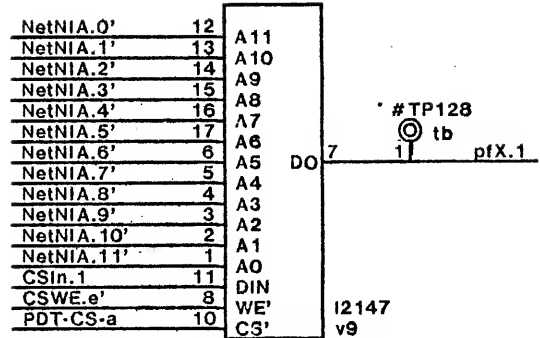 NetNIA.0' 12 A11
NetNIA.1' 13 A10
NetNIA.2' 14 A9
NetNIA.3' 15 A8
NetNIA.4' 16 A7
NetNIA.5' 17 A6
NetNIA.6' 6 A5
NetNIA.7' 5 A4
NetNIA.8' 4 A3
NetNIA.9' 3 A2
NetNIA.10' 2 A1
NetNIA.11' 1 A0
CSIn.1 11 DIN
CSWE.e' 8 WE'
PDT-CS-a 10 CS'
#TP128
tb
DO 7 1 pfX.1
I2147
v9